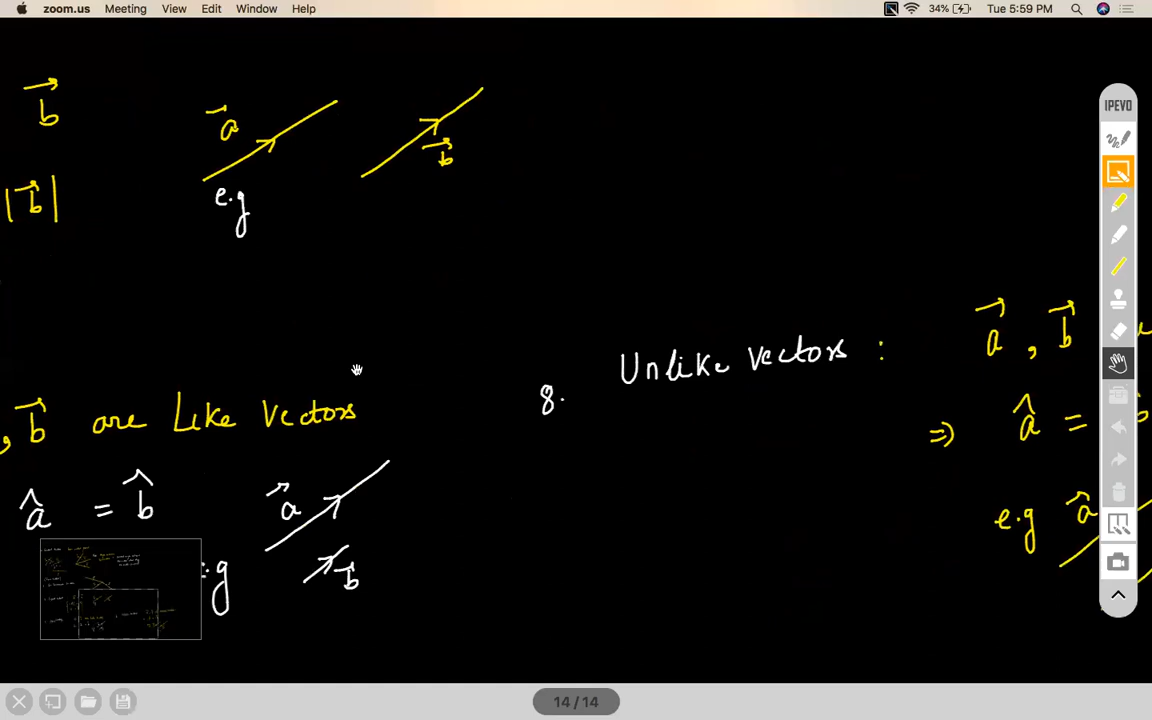 zoom.us Meeting View Edit Window Help 34% Tue 5:59 PM
IPEVO
b⃗
a⃗
b⃗
e.g
|b⃗|
, b⃗ are Like vectors
â = b̂
a⃗
b⃗
:g
8. Unlike vectors :
a⃗ , b⃗
⇒ â =
e.g â
14 / 14